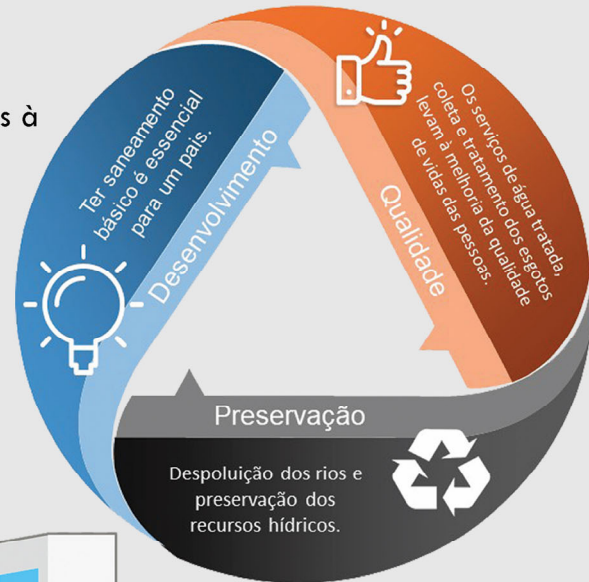 s à
Ter saneamento
básico é essencial
para um país.
Desenvolvimento
Os serviços de água tratada,
coleta e tratamento dos esgotos
levam à melhoria da qualidade
de vidas das pessoas.
Qualidade
Preservação
Despoluição dos rios e
preservação dos
recursos hídricos.